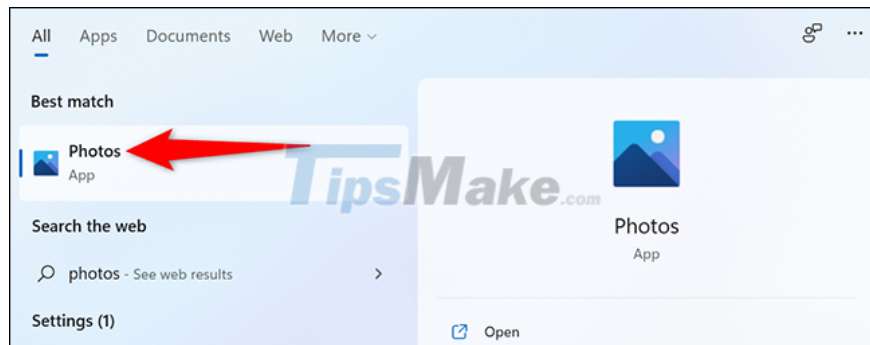 All Apps Documents Web More
Best match
Photos
App
TipsMake.com
Photos
App
Search the web
photos - See web results
Settings (1)
Open